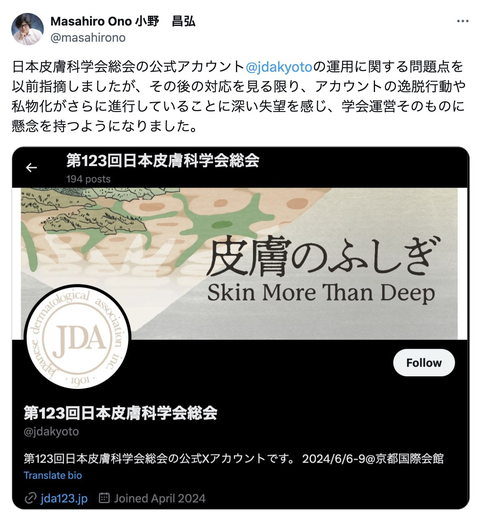 Masahiro Ono 小野　昌弘
@masahirono
日本皮膚科学会総会の公式アカウント@jdakyotoの運用に関する問題点を
以前指摘しましたが、その後の対応を見る限り、アカウントの逸脱行動や
私物化がさらに進行していることに深い失望を感じ、学会運営そのものに
懸念を持つようになりました。
第123回日本皮膚科学会総会
194 posts
皮膚のふしぎ
Skin More Than Deep
japanese dermatological association inc.
JDA
1901
Follow
第123回日本皮膚科学会総会
@jdakyoto
第123回日本皮膚科学会総会の公式Xアカウントです。 2024/6/6-9@京都国際会館
Translate bio
jda123.jp Joined April 2024